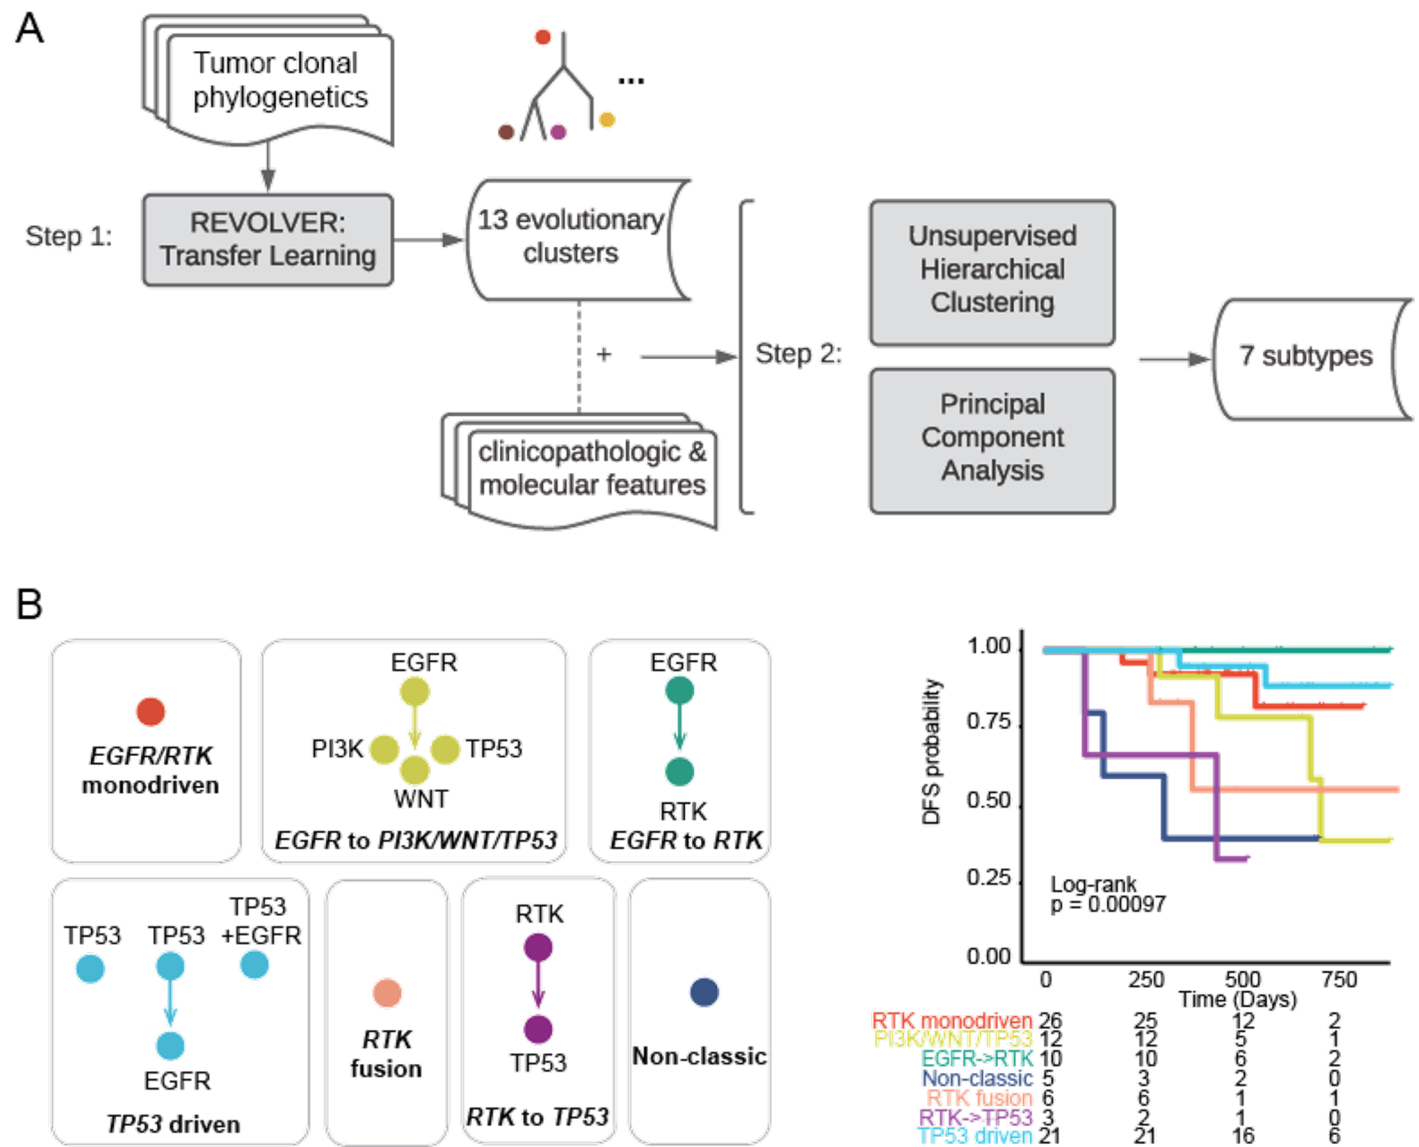 A
Tumor clonal
phylogenetics
...
Step 1:
REVOLVER:
Transfer Learning
13 evolutionary
clusters
+
clinicopathologic &
molecular features
Step 2:
Unsupervised
Hierarchical
Clustering
Principal
Component
Analysis
7 subtypes
B
EGFR/RTK
monodriven
EGFR
PI3K
TP53
WNT
EGFR to PI3K/WNT/TP53
EGFR
RTK
EGFR to RTK
TP53
TP53
TP53
+EGFR
EGFR
TP53 driven
RTK
fusion
RTK
TP53
RTK to TP53
Non-classic
DFS probability
1.00
0.75
0.50
0.25
0.00
Log-rank
p = 0.00097
0 250 500 750
Time (Days)
RTK monodriven 26 25 12 2
PI3K/WNT/TP53 12 12 5 1
EGFR->RTK 10 10 6 2
Non-classic 5 3 2 0
RTK fusion 6 6 1 1
RTK->TP53 3 2 1 0
TP53 driven 21 21 16 6